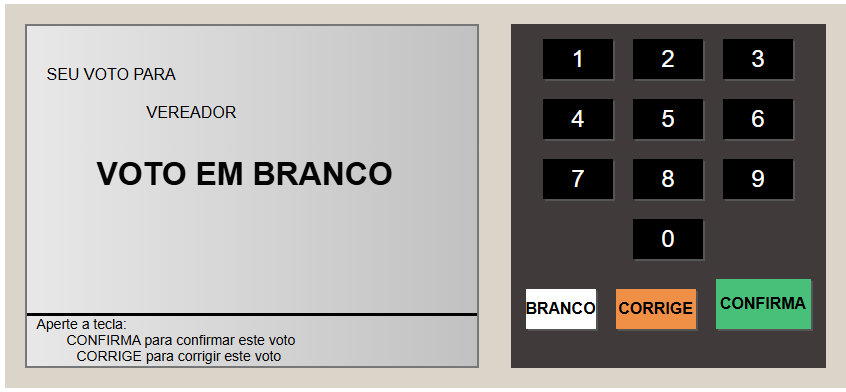 SEU VOTO PARA
VEREADOR
VOTO EM BRANCO
Aperte a tecla:
CONFIRMA para confirmar este voto
CORRIGE para corrigir este voto
1 2 3
4 5 6
7 8 9
0
BRANCO CORRIGE CONFIRMA